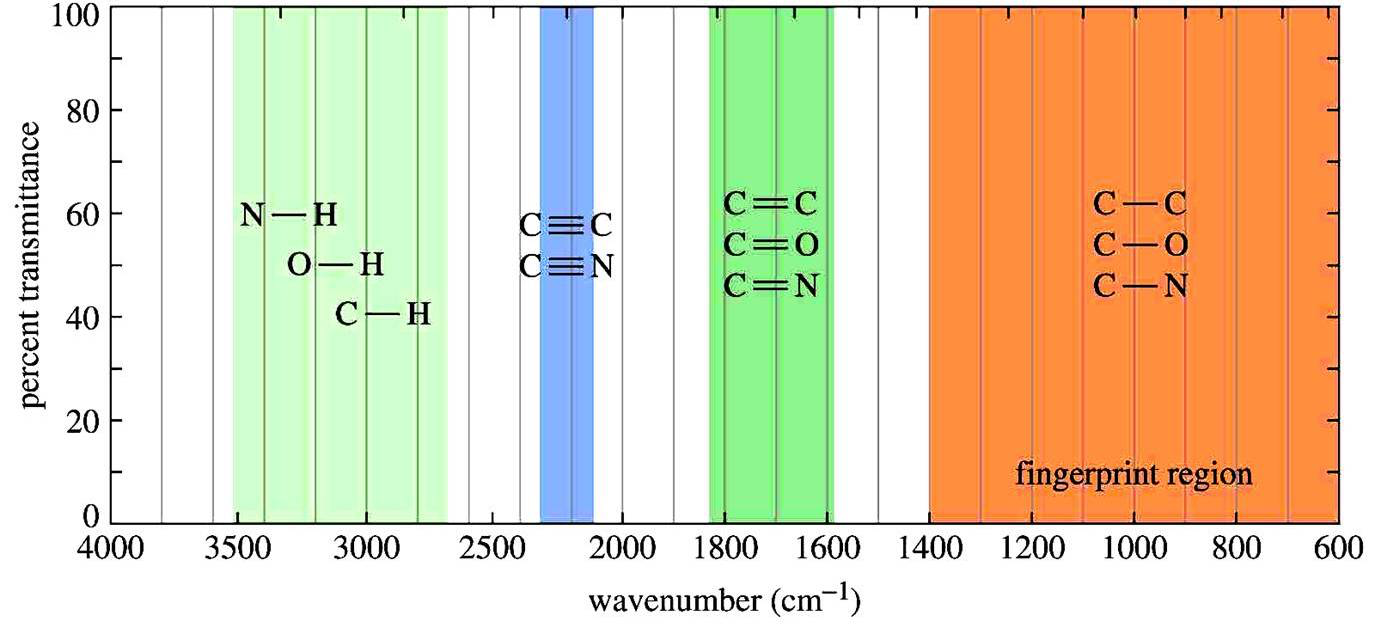 100
80
60
40
20
0
percent transmittance
N—H
O—H
C—H
C≡C
C≡N
C=C
C=O
C=N
C—C
C—O
C—N
fingerprint region
4000 3500 3000 2500 2000 1800 1600 1400 1200 1000 800 600
wavenumber (cm⁻¹)